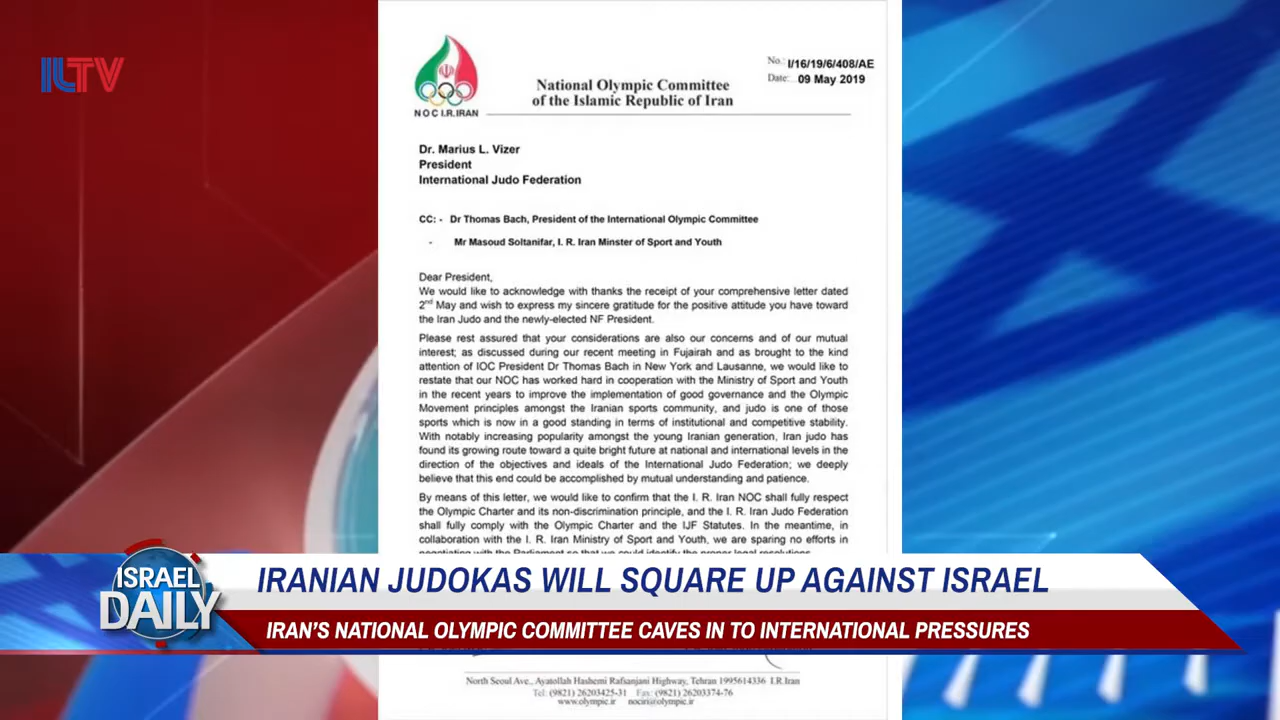 ILTV
No.: I/16/19/6/408/AE
Date: 09 May 2019
National Olympic Committee
of the Islamic Republic of Iran
N O C I.R.IRAN
Dr. Marius L. Vizer
President
International Judo Federation
CC: - Dr Thomas Bach, President of the International Olympic Committee
- Mr Masoud Soltanifar, I. R. Iran Minster of Sport and Youth
Dear President,
We would like to acknowledge with thanks the receipt of your comprehensive letter dated
2nd May and wish to express my sincere gratitude for the positive attitude you have toward
the Iran Judo and the newly-elected NF President.
Please rest assured that your considerations are also our concerns and of our mutual
interest; as discussed during our recent meeting in Fujairah and as brought to the kind
attention of IOC President Dr Thomas Bach in New York and Lausanne, we would like to
restate that our NOC has worked hard in cooperation with the Ministry of Sport and Youth
in the recent years to improve the implementation of good governance and the Olympic
Movement principles amongst the Iranian sports community, and judo is one of those
sports which is now in a good standing in terms of institutional and competitive stability.
With notably increasing popularity amongst the young Iranian generation, Iran judo has
found its growing route toward a quite bright future at national and international levels in the
direction of the objectives and ideals of the International Judo Federation; we deeply
believe that this end could be accomplished by mutual understanding and patience.
By means of this letter, we would like to confirm that the I. R. Iran NOC shall fully respect
the Olympic Charter and its non-discrimination principle, and the I. R. Iran Judo Federation
shall fully comply with the Olympic Charter and the IJF Statutes. In the meantime, in
collaboration with the I. R. Iran Ministry of Sport and Youth, we are sparing no efforts in
negotiating with the Parliament so that we could identify the proper legal resolutions.
ISRAEL
DAILY
IRANIAN JUDOKAS WILL SQUARE UP AGAINST ISRAEL
IRAN'S NATIONAL OLYMPIC COMMITTEE CAVES IN TO INTERNATIONAL PRESSURES
North Seoul Ave., Ayatollah Hashemi Rafsanjani Highway, Tehran 1995614336 I.R.Iran
Tel: (9821) 26203425-31 Fax: (9821) 26203374-76
www.olympic.ir nociri@olympic.ir